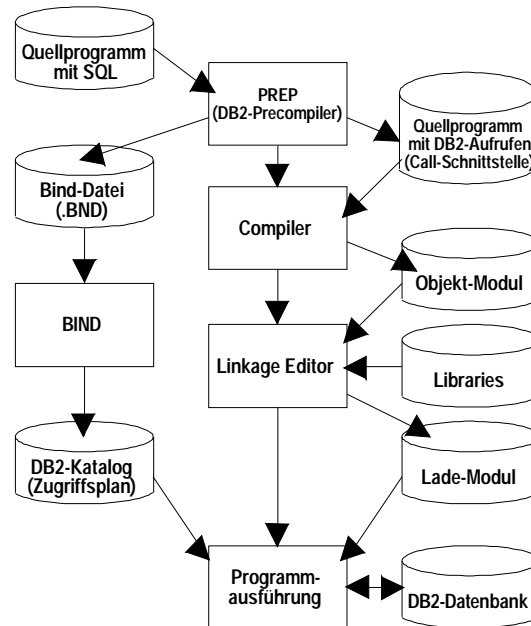 Quellprogramm
mit SQL
PREP
(DB2-Precompiler)
Quellprogramm
mit DB2-Aufrufen
(Call-Schnittstelle)
Bind-Datei
(.BND)
Compiler
Objekt-Modul
BIND
Linkage Editor
Libraries
DB2-Katalog
(Zugriffsplan)
Lade-Modul
Programm-
ausführung
DB2-Datenbank